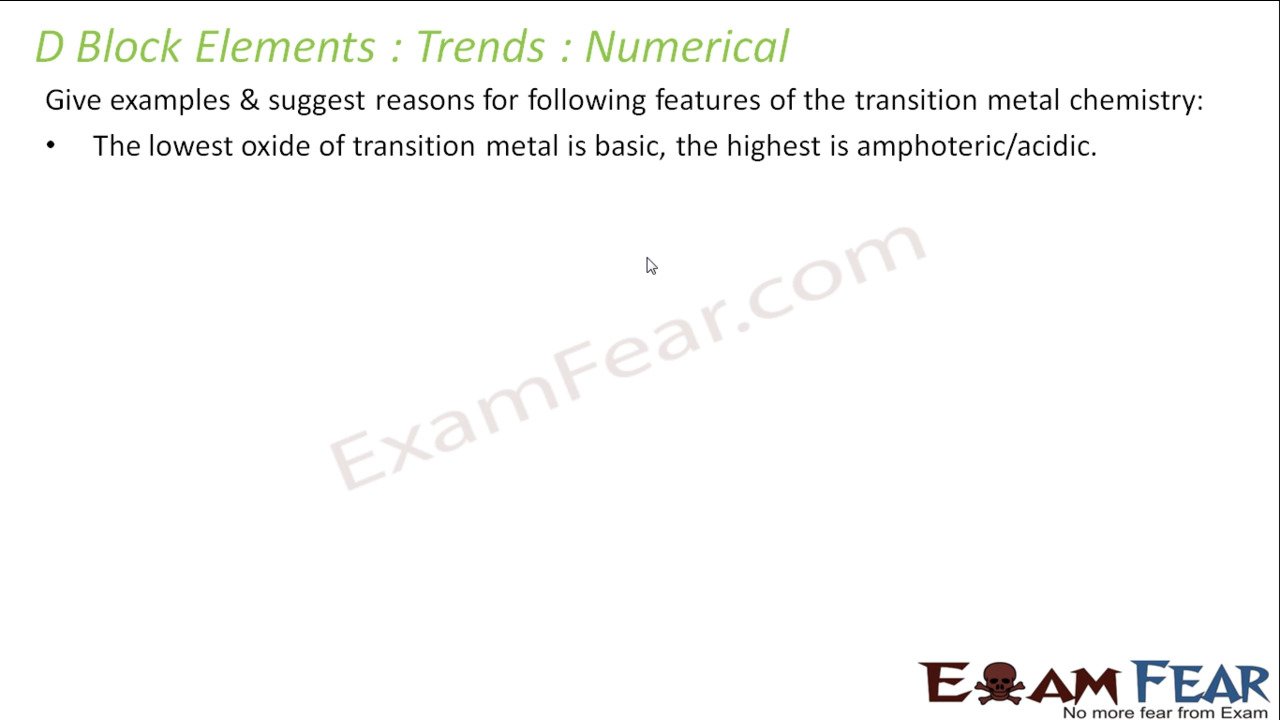 D Block Elements : Trends : Numerical
Give examples & suggest reasons for following features of the transition metal chemistry:
• The lowest oxide of transition metal is basic, the highest is amphoteric/acidic.
ExamFear.com
EXAM FEAR
No more fear from Exam